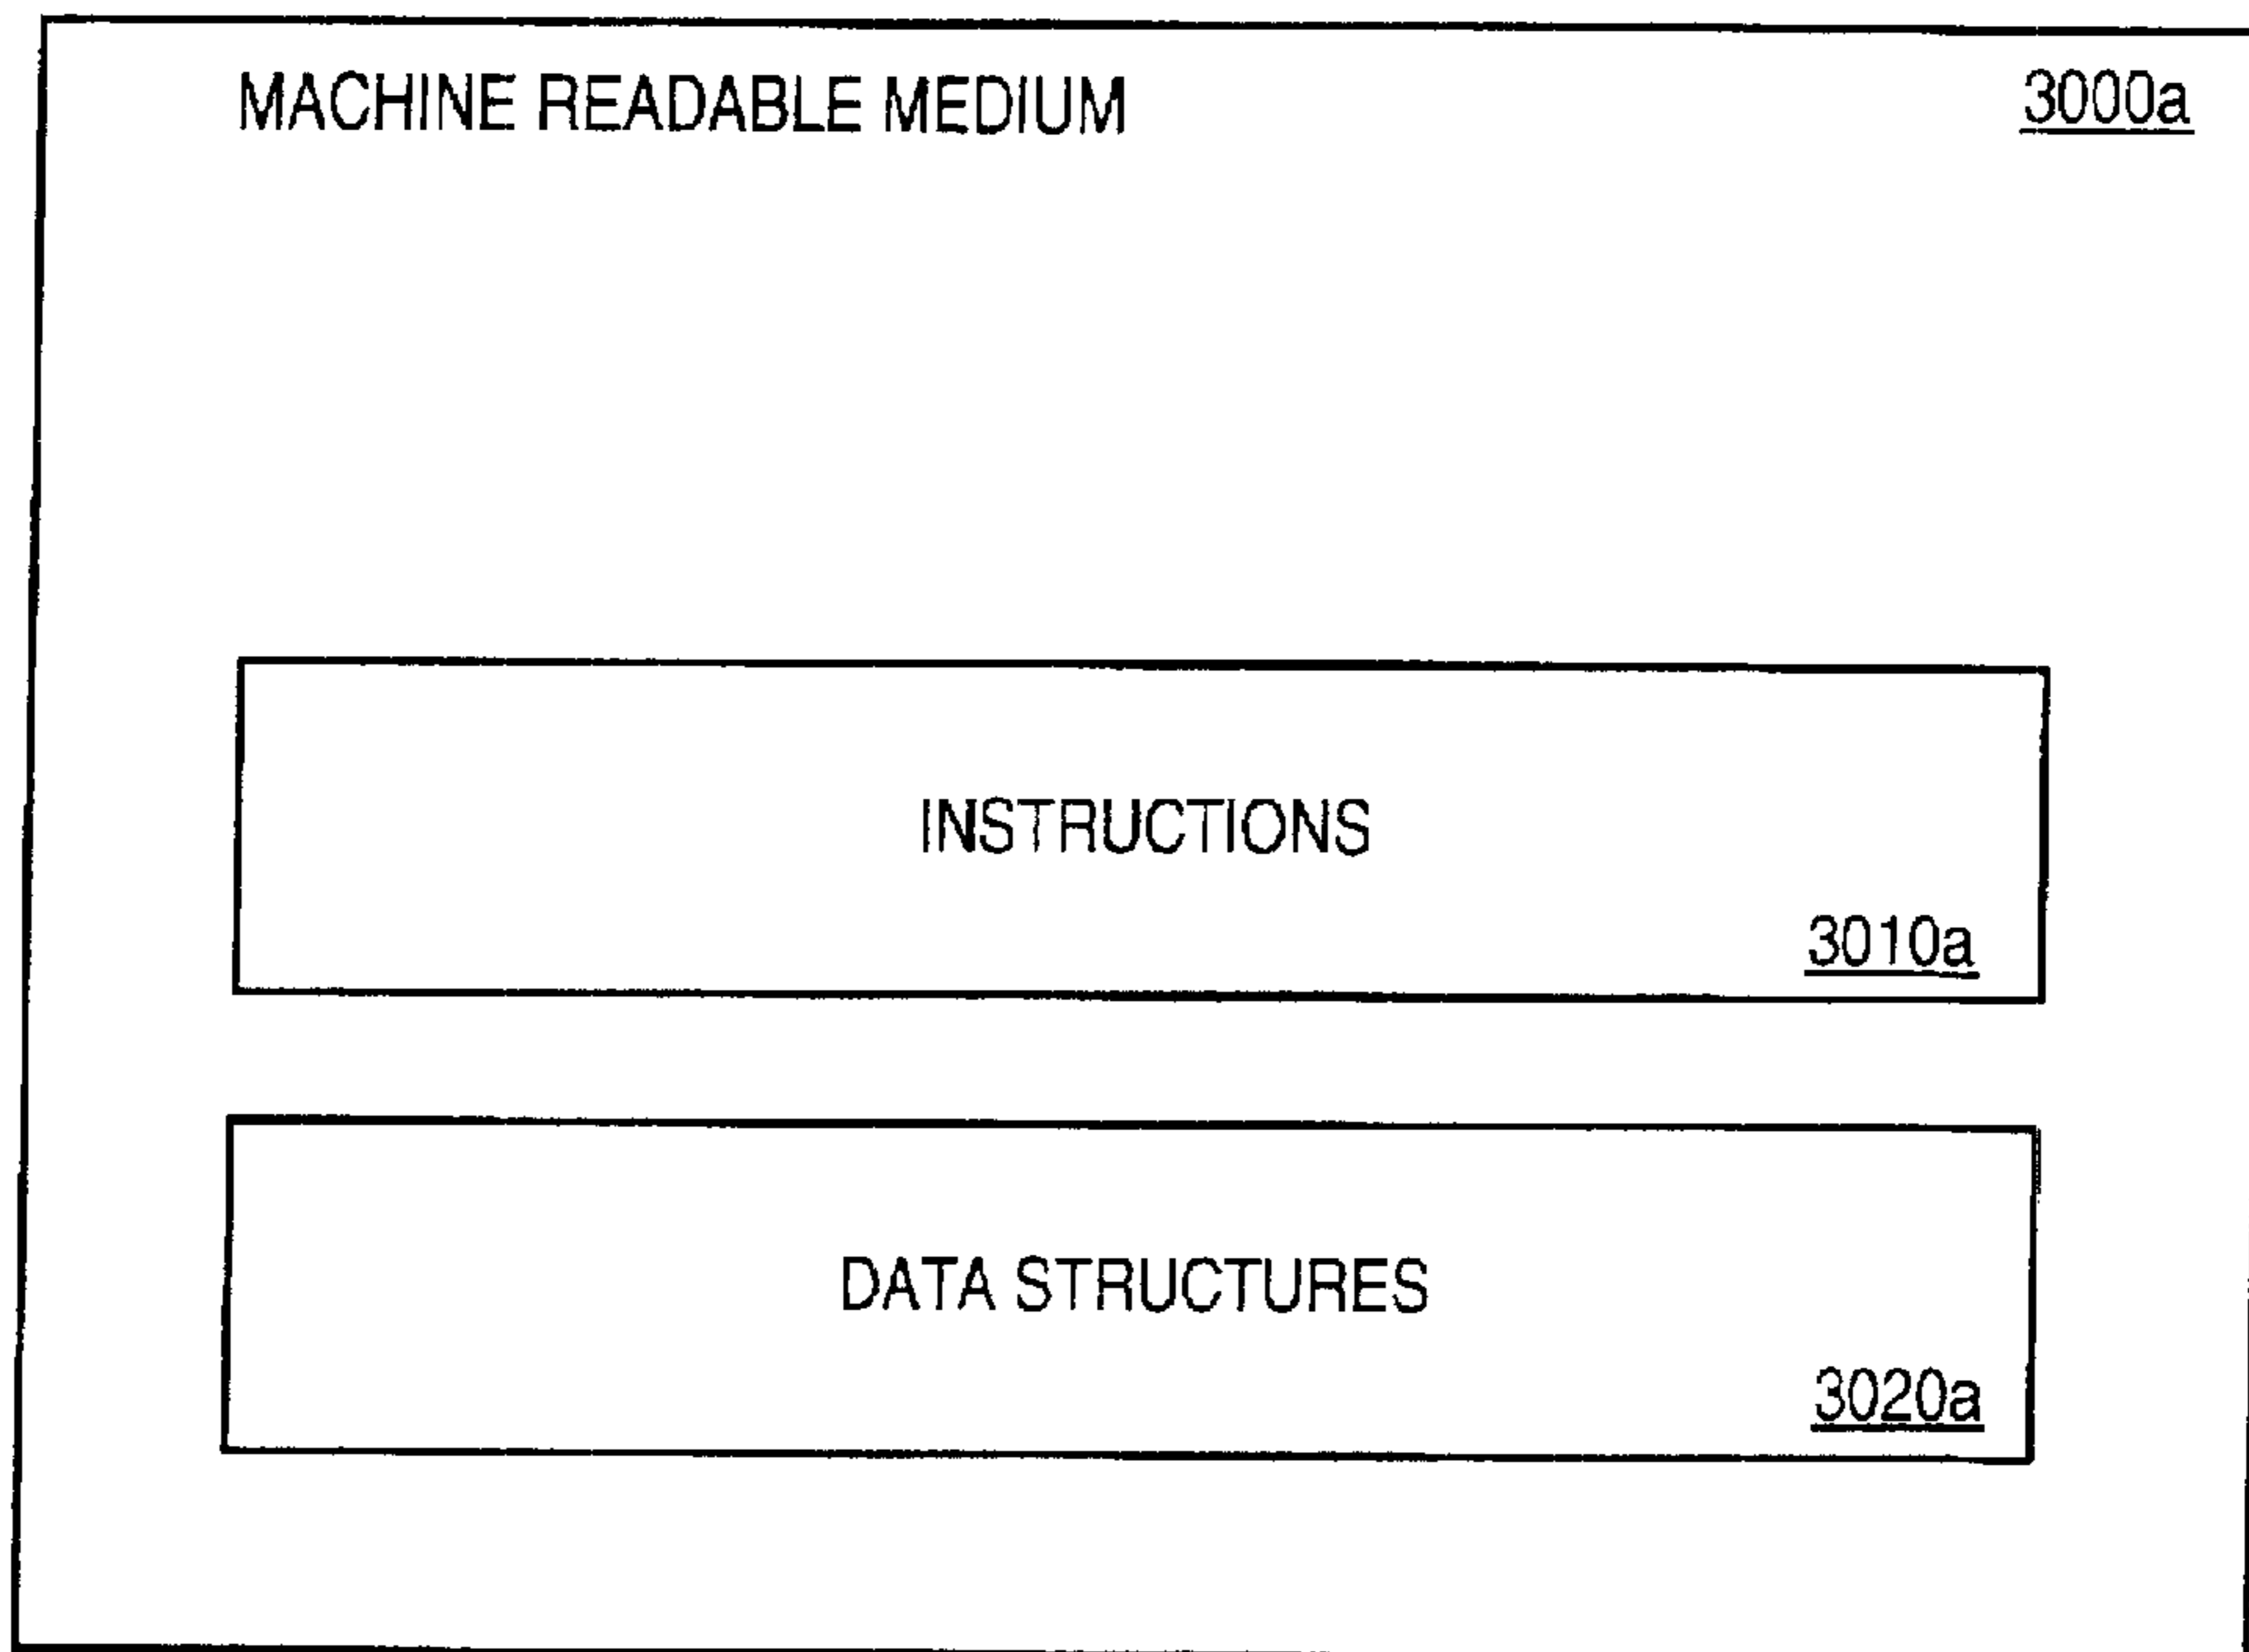 MACHINE READABLE MEDIUM 3000a
INSTRUCTIONS
3010a
DATA STRUCTURES
3020a